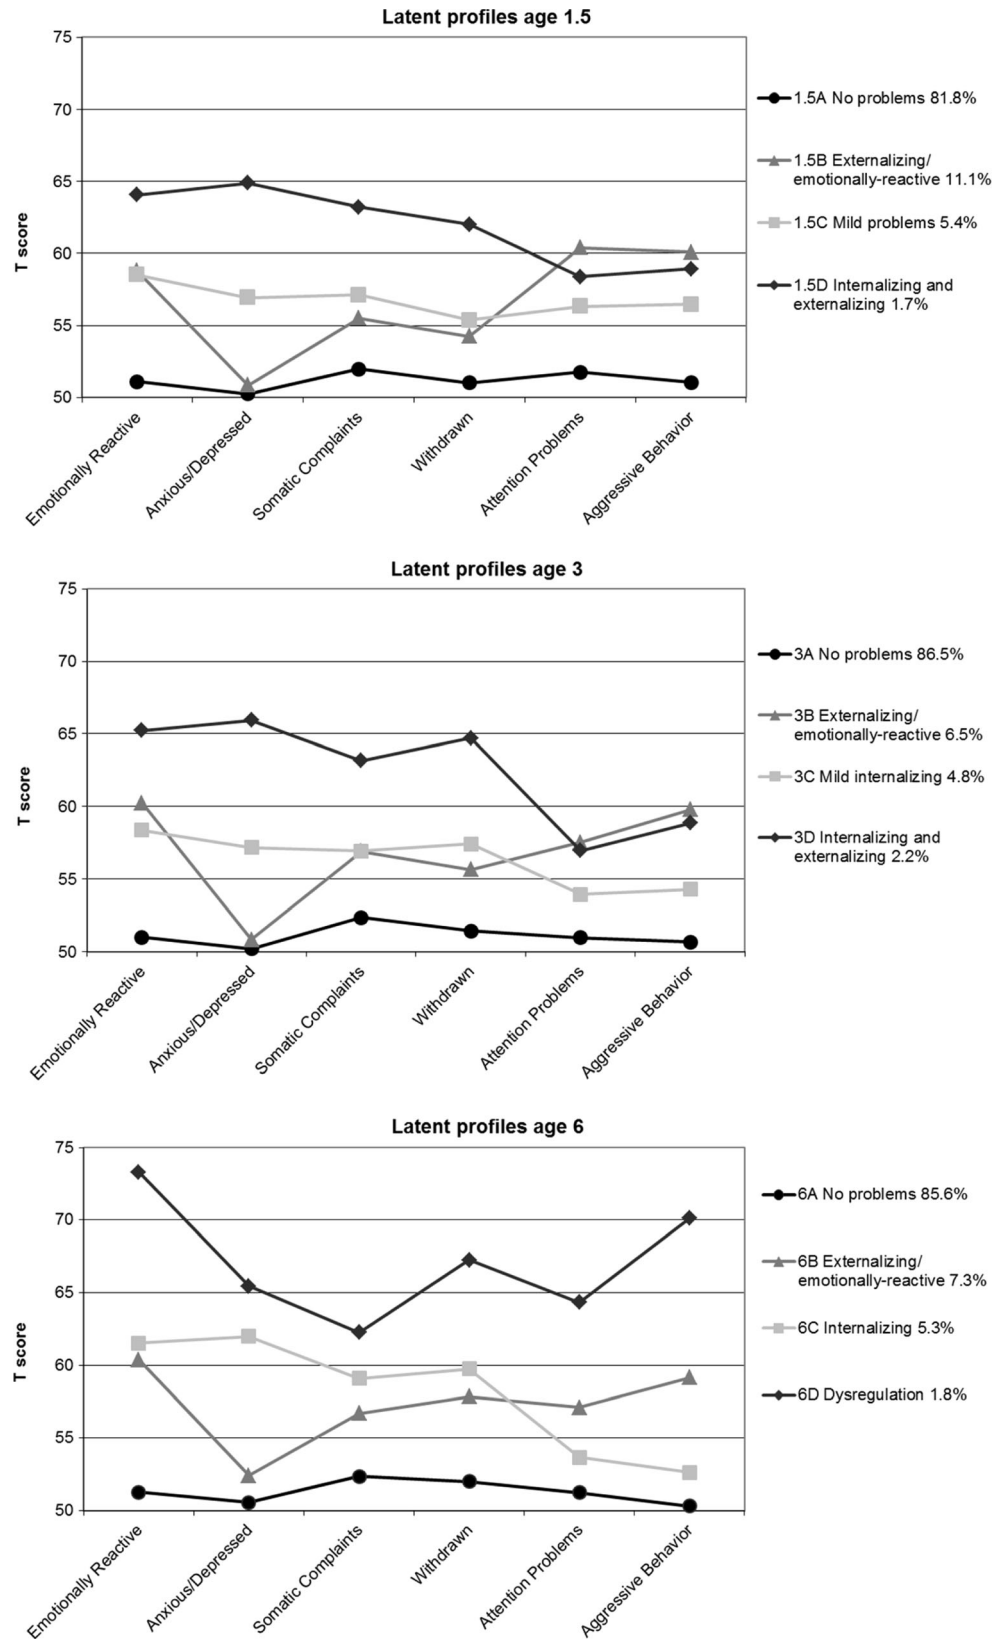 Latent profiles age 1.5
75
70
65
60
55
50
T score
Emotionally Reactive
Anxious/Depressed
Somatic Complaints
Withdrawn
Attention Problems
Aggressive Behavior
1.5A No problems 81.8%
1.5B Externalizing/
emotionally-reactive 11.1%
1.5C Mild problems 5.4%
1.5D Internalizing and
externalizing 1.7%
Latent profiles age 3
75
70
65
60
55
50
T score
Emotionally Reactive
Anxious/Depressed
Somatic Complaints
Withdrawn
Attention Problems
Aggressive Behavior
3A No problems 86.5%
3B Externalizing/
emotionally-reactive 6.5%
3C Mild internalizing 4.8%
3D Internalizing and
externalizing 2.2%
Latent profiles age 6
75
70
65
60
55
50
T score
Emotionally Reactive
Anxious/Depressed
Somatic Complaints
Withdrawn
Attention Problems
Aggressive Behavior
6A No problems 85.6%
6B Externalizing/
emotionally-reactive 7.3%
6C Internalizing 5.3%
6D Dysregulation 1.8%